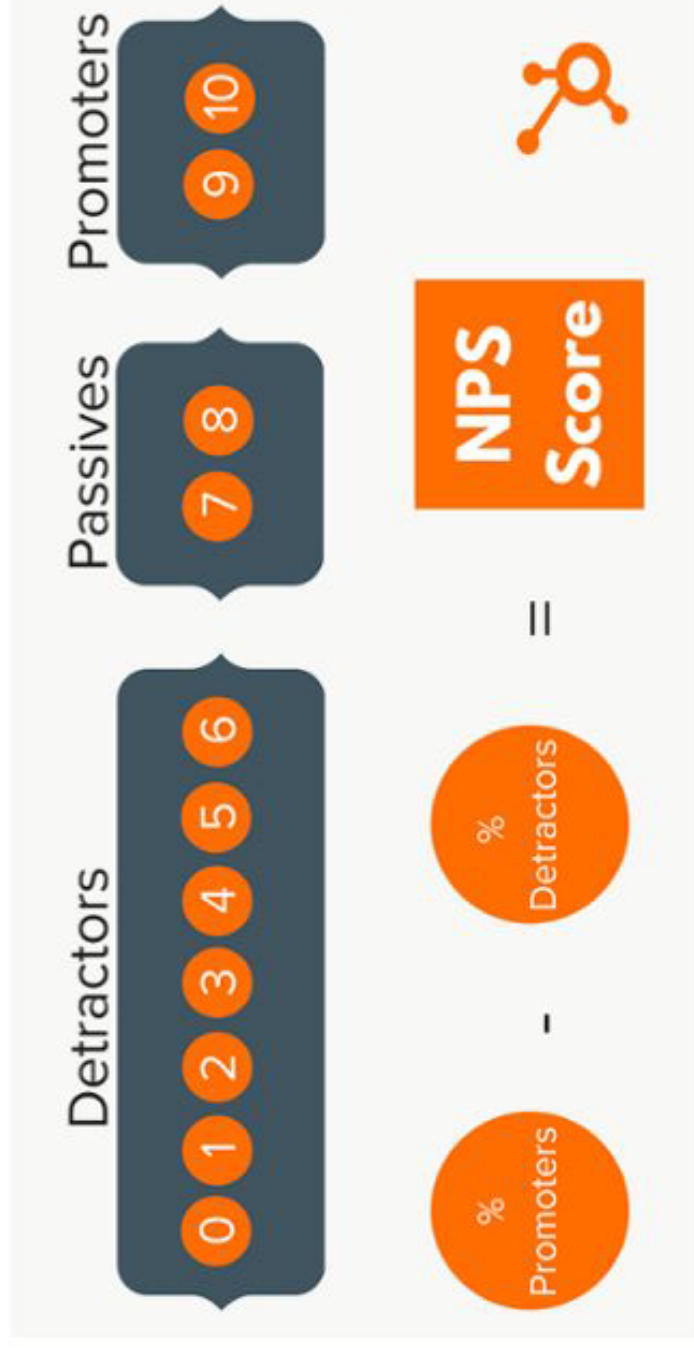 Detractors
Passives
Promoters
0 1 2 3 4 5 6
7 8
9 10
%
Promoters
-
%
Detractors
=
NPS
Score